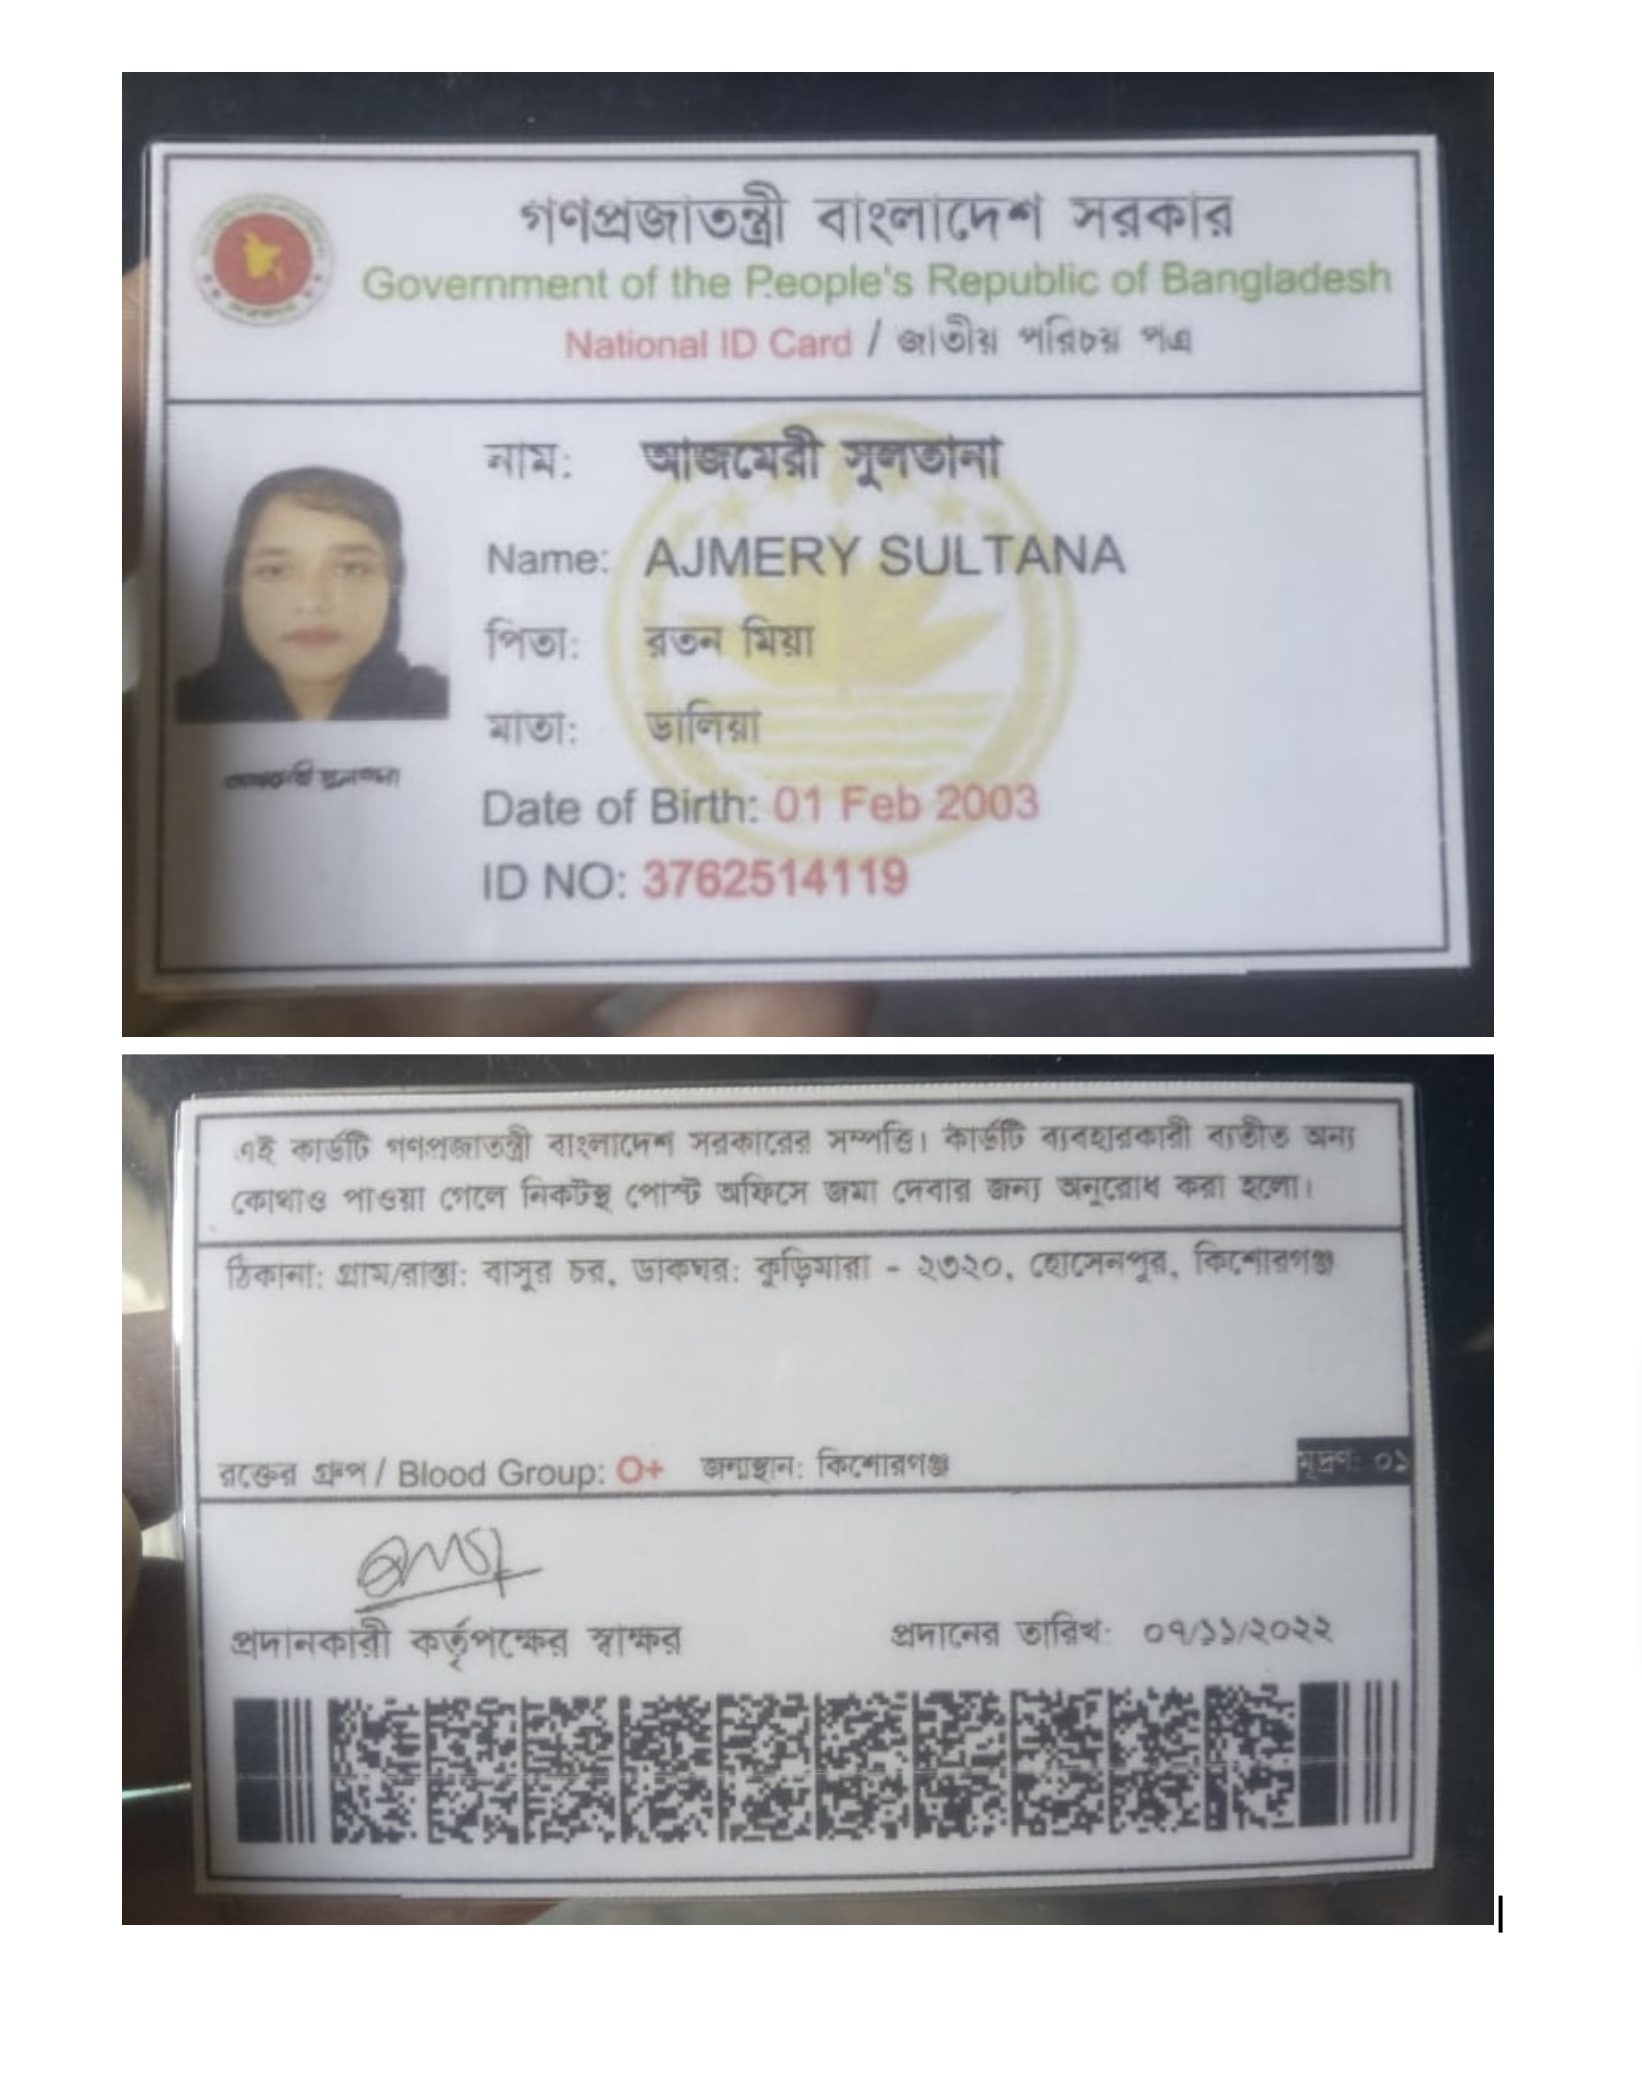 গণপ্রজাতন্ত্রী বাংলাদেশ সরকার
Government of the People's Republic of Bangladesh
National ID Card / জাতীয় পরিচয় পত্র
নাম: আজমেরী সুলতানা
Name: AJMERY SULTANA
পিতা: রতন মিয়া
মাতা: ডালিয়া
Date of Birth: 01 Feb 2003
ID NO: 3762514119
এই কার্ডটি গণপ্রজাতন্ত্রী বাংলাদেশ সরকারের সম্পত্তি। কার্ডটি ব্যবহারকারী ব্যতীত অন্য
কোথাও পাওয়া গেলে নিকটস্থ পোস্ট অফিসে জমা দেবার জন্য অনুরোধ করা হলো।
ঠিকানা: গ্রাম/রাস্তা: বাসুর চর, ডাকঘর: কুড়িমারা - ২৩২০, হোসেনপুর, কিশোরগঞ্জ
রক্তের গ্রুপ / Blood Group: O+ জন্মস্থান: কিশোরগঞ্জ মূদ্রণ: ০১
প্রদানকারী কর্তৃপক্ষের স্বাক্ষর প্রদানের তারিখ: ০৭/১১/২০২২